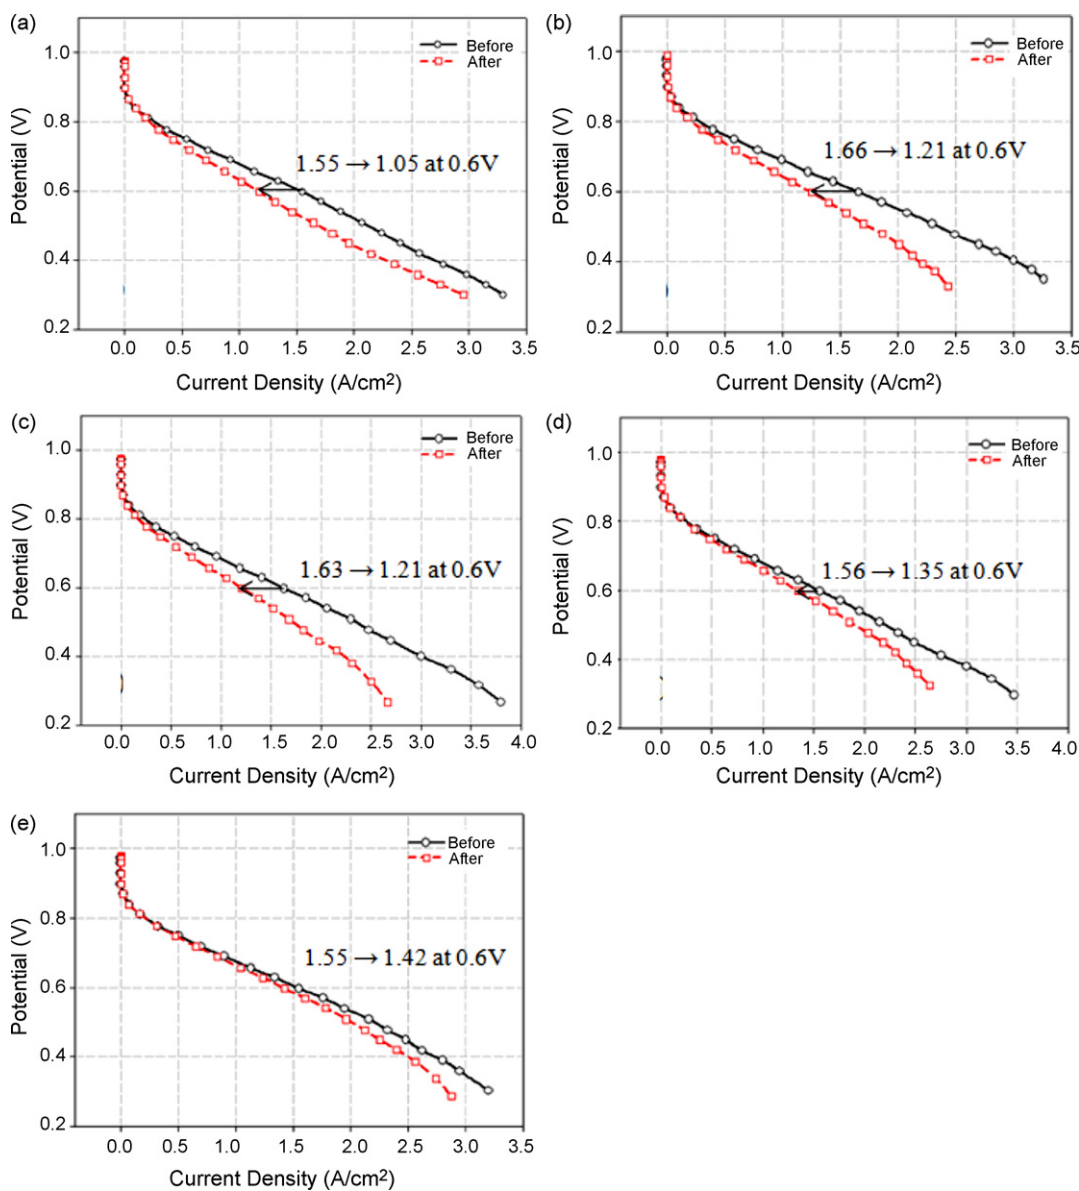 (a)
Before
After
1.0
0.8
0.6
0.4
0.2
Potential (V)
1.55 → 1.05 at 0.6V
0.0 0.5 1.0 1.5 2.0 2.5 3.0 3.5
Current Density (A/cm²)
(b)
Before
After
1.0
0.8
0.6
0.4
0.2
Potential (V)
1.66 → 1.21 at 0.6V
0.0 0.5 1.0 1.5 2.0 2.5 3.0 3.5
Current Density (A/cm²)
(c)
Before
After
1.0
0.8
0.6
0.4
0.2
Potential (V)
1.63 → 1.21 at 0.6V
0.0 0.5 1.0 1.5 2.0 2.5 3.0 3.5 4.0
Current Density (A/cm²)
(d)
Before
After
1.0
0.8
0.6
0.4
0.2
Potential (V)
1.56 → 1.35 at 0.6V
0.0 0.5 1.0 1.5 2.0 2.5 3.0 3.5 4.0
Current Density (A/cm²)
(e)
Before
After
1.0
0.8
0.6
0.4
0.2
Potential (V)
1.55 → 1.42 at 0.6V
0.0 0.5 1.0 1.5 2.0 2.5 3.0 3.5
Current Density (A/cm²)